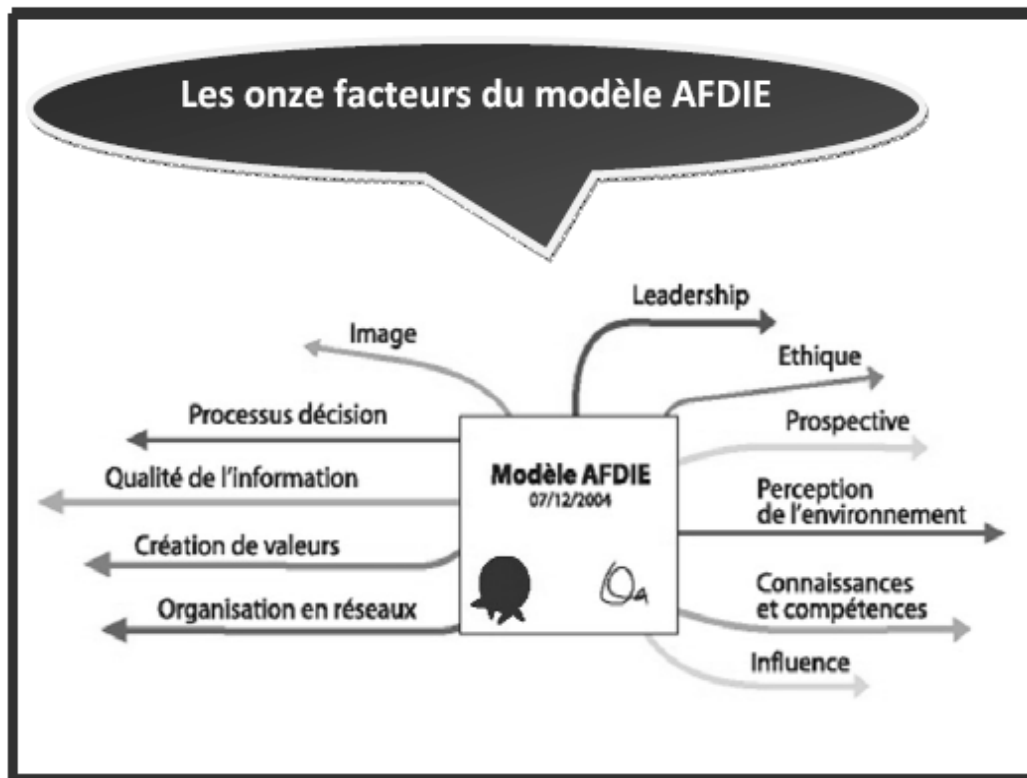 Les onze facteurs du modèle AFDIE
Leadership
Image
Ethique
Processus décision
Prospective
Qualité de l'information
Modèle AFDIE
07/12/2004
Perception
de l'environnement
Création de valeurs
Connaissances
et compétences
Organisation en réseaux
Influence